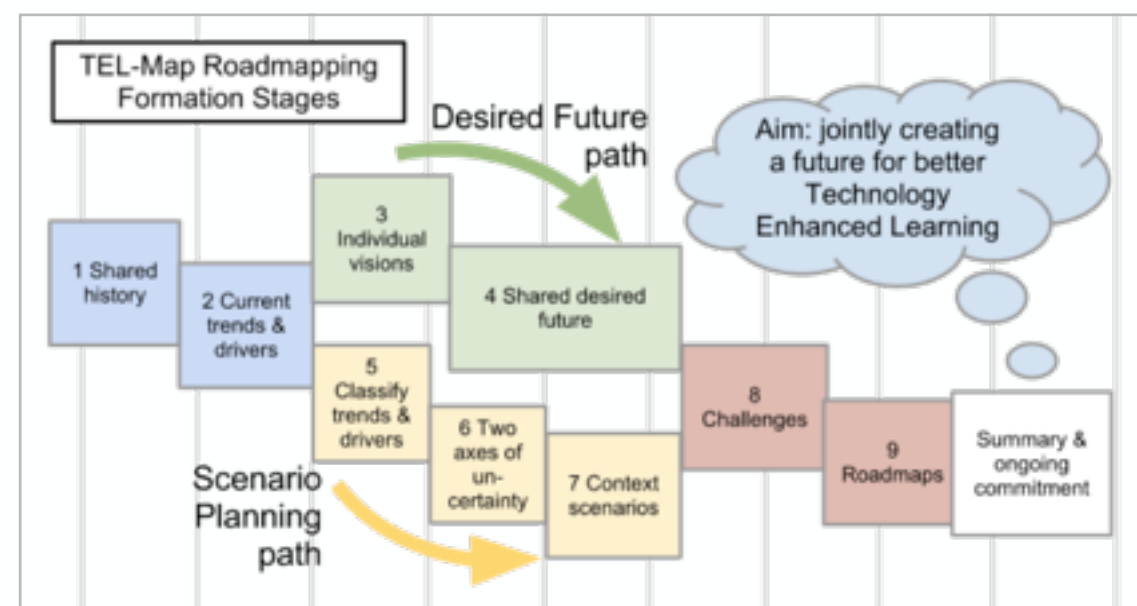 TEL-Map Roadmapping
Formation Stages
Desired Future
path
Aim: jointly creating
a future for better
Technology
Enhanced Learning
1 Shared
history
2 Current
trends &
drivers
3
Individual
visions
4 Shared desired
future
5
Classify
trends &
drivers
6 Two
axes of
un-
certainty
7 Context
scenarios
Scenario
Planning
path
8
Challenges
9
Roadmaps
Summary &
ongoing
commitment